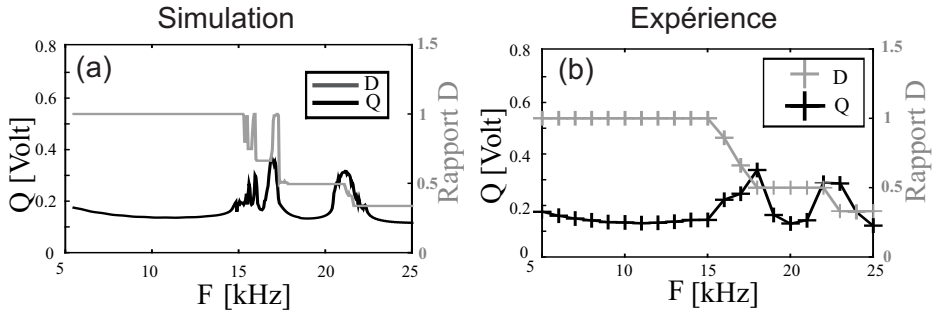 Simulation
Expérience
(a)
D
Q
Q [Volt]
0.8
0.6
0.4
0.2
0
1.5
1
0.5
0
Rapport D
5
10
15
20
25
F [kHz]
(b)
D
Q
Q [Volt]
0.8
0.6
0.4
0.2
0
1.5
1
0.5
0
Rapport D
5
10
15
20
25
F [kHz]